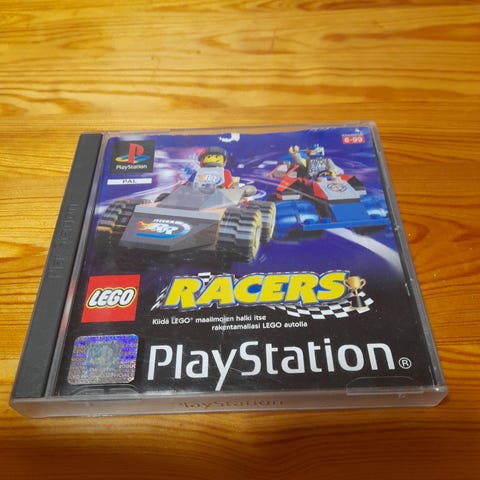 PlayStation
PAL
6-99
LEGO
RACERS
Kiidä LEGO® maailmojen halki itse
rakentamallasi LEGO autolla
PlayStation®
PlayStation